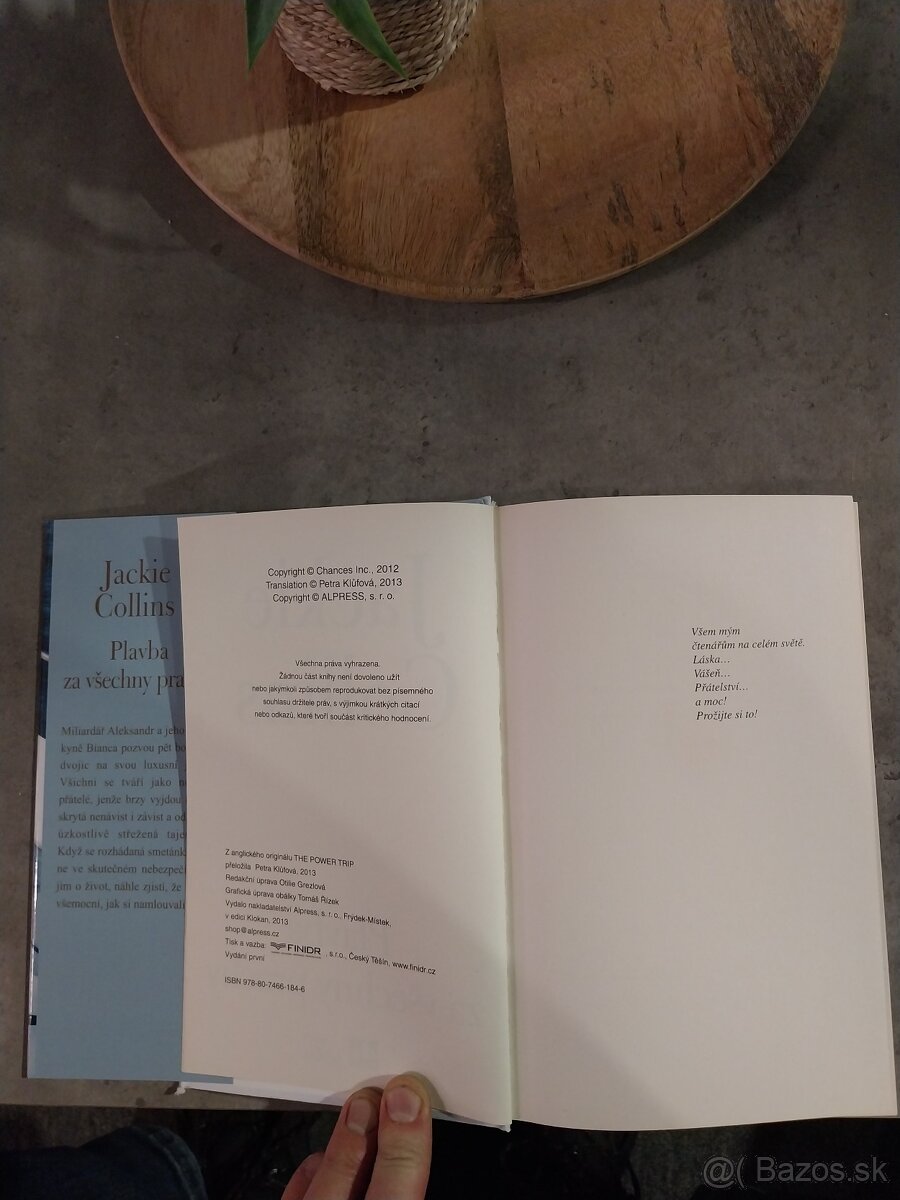 Jackie
Collins
Plavba
za všechny pra
Miliardář Aleksandr a jeho
kyně Bianca pozvou pět bo
dvojic na svou luxusní
Všichni se tváří jako ne
přátelé, jenže brzy vyjdou
skrytá nenávist i závist a od
úzkostlivě střežená taje
Když se rozhádaná smetánk
ne ve skutečném nebezpečí
jim o život, náhle zjistí, že
všemocní, jak si namlouvali
Copyright © Chances Inc., 2012
Translation © Petra Klůfová, 2013
Copyright © ALPRESS, s. r. o.
Všechna práva vyhrazena.
Žádnou část knihy není dovoleno užít
nebo jakýmkoli způsobem reprodukovat bez písemného
souhlasu držitele práv, s výjimkou krátkých citací
nebo odkazů, které tvoří součást kritického hodnocení.
Z anglického originálu THE POWER TRIP
přeložila Petra Klůfová, 2013
Redakční úprava Otilie Grezlová
Grafická úprava obálky Tomáš Řízek
Vydalo nakladatelství Alpress, s. r. o., Frýdek-Místek,
v edici Klokan, 2013
shop@alpress.cz
Tisk a vazba: FINIDR, s.r.o., Český Těšín, www.finidr.cz
Vydání první
ISBN 978-80-7466-184-6
Všem mým
čtenářům na celém světě.
Láska…
Vášeň…
Přátelství…
a moc!
Prožijte si to!
@( Bazos.sk